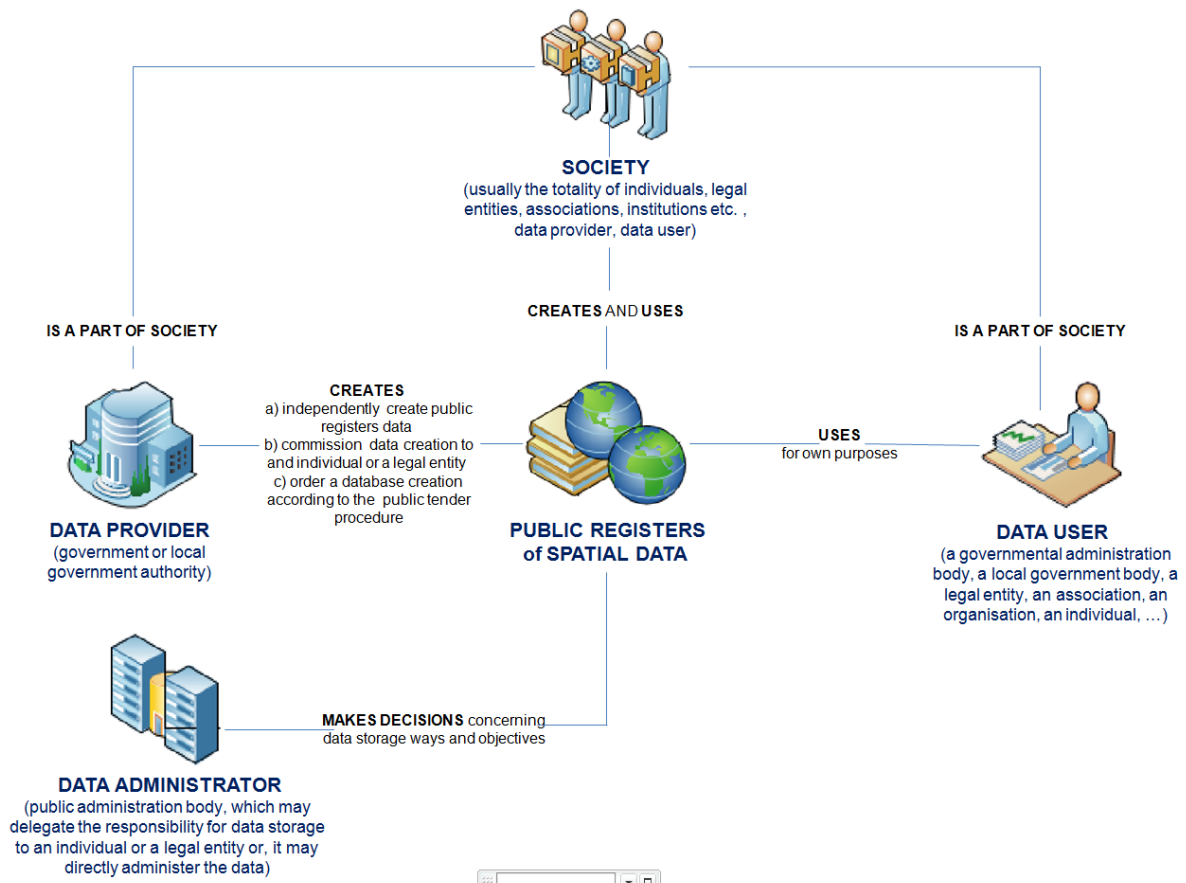 SOCIETY
(usually the totality of individuals, legal
entities, associations, institutions etc. ,
data provider, data user)
CREATES AND USES
IS A PART OF SOCIETY
IS A PART OF SOCIETY
CREATES
a) independently create public
registers data
b) commission data creation to
and individual or a legal entity
c) order a database creation
according to the public tender
procedure
USES
for own purposes
DATA PROVIDER
(government or local
government authority)
PUBLIC REGISTERS
of SPATIAL DATA
DATA USER
(a governmental administration
body, a local government body, a
legal entity, an association, an
organisation, an individual, ...)
MAKES DECISIONS concerning
data storage ways and objectives
DATA ADMINISTRATOR
(public administration body, which may
delegate the responsibility for data storage
to an individual or a legal entity or, it may
directly administer the data)